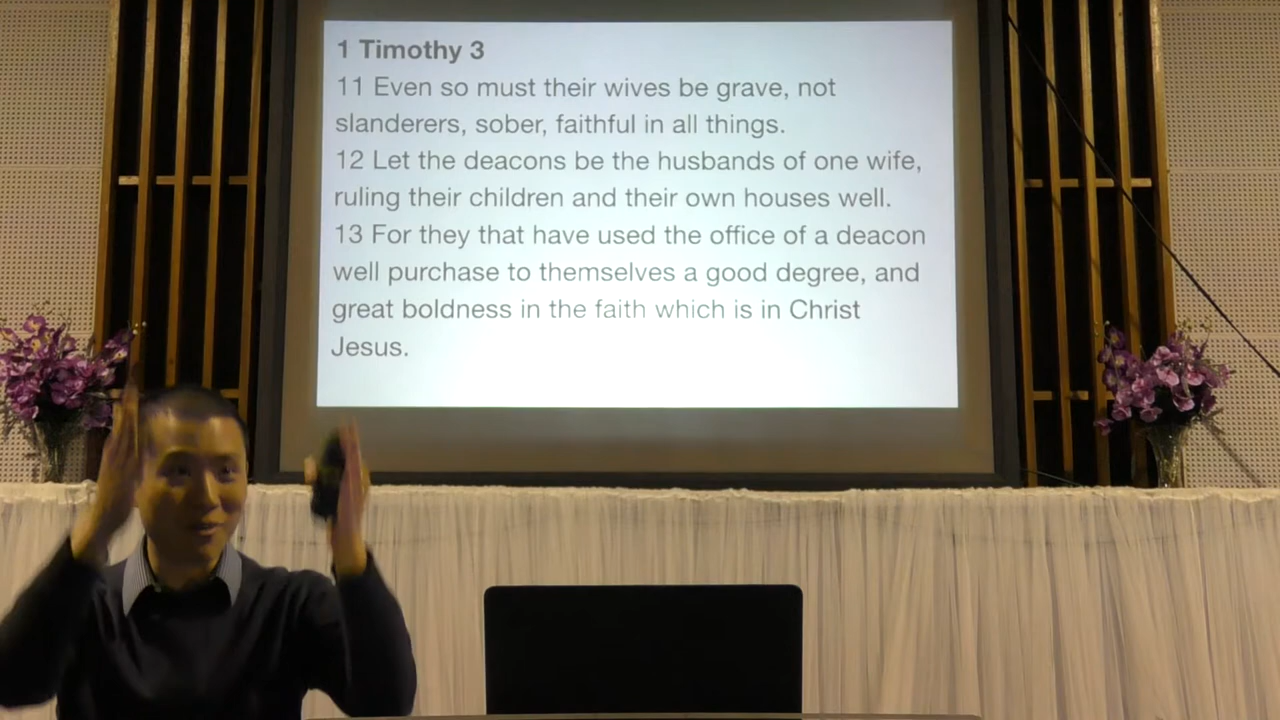 1 Timothy 3
11 Even so must their wives be grave, not
slanderers, sober, faithful in all things.
12 Let the deacons be the husbands of one wife,
ruling their children and their own houses well.
13 For they that have used the office of a deacon
well purchase to themselves a good degree, and
great boldness in the faith which is in Christ
Jesus.